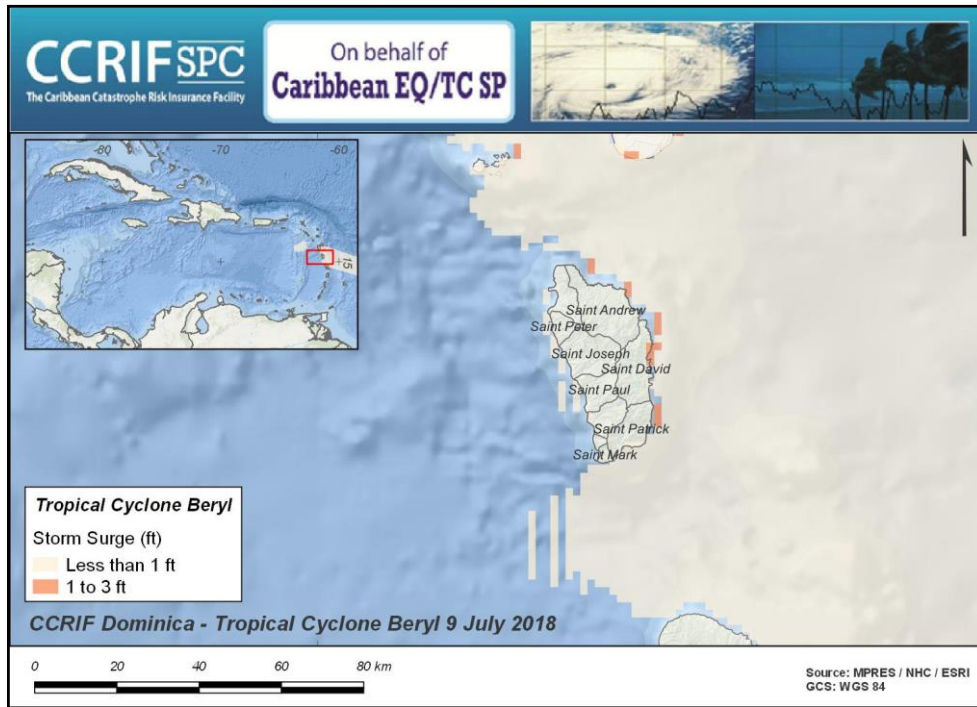 CCRIF SPC
The Caribbean Catastrophe Risk Insurance Facility
On behalf of
Caribbean EQ/TC SP
-80
-70
-60
15
Saint Andrew
Saint Peter
Saint Joseph
Saint David
Saint Paul
Saint Patrick
Saint Mark
Tropical Cyclone Beryl
Storm Surge (ft)
Less than 1 ft
1 to 3 ft
CCRIF Dominica - Tropical Cyclone Beryl 9 July 2018
0 20 40 60 80 km
Source: MPRES / NHC / ESRI
GCS: WGS 84